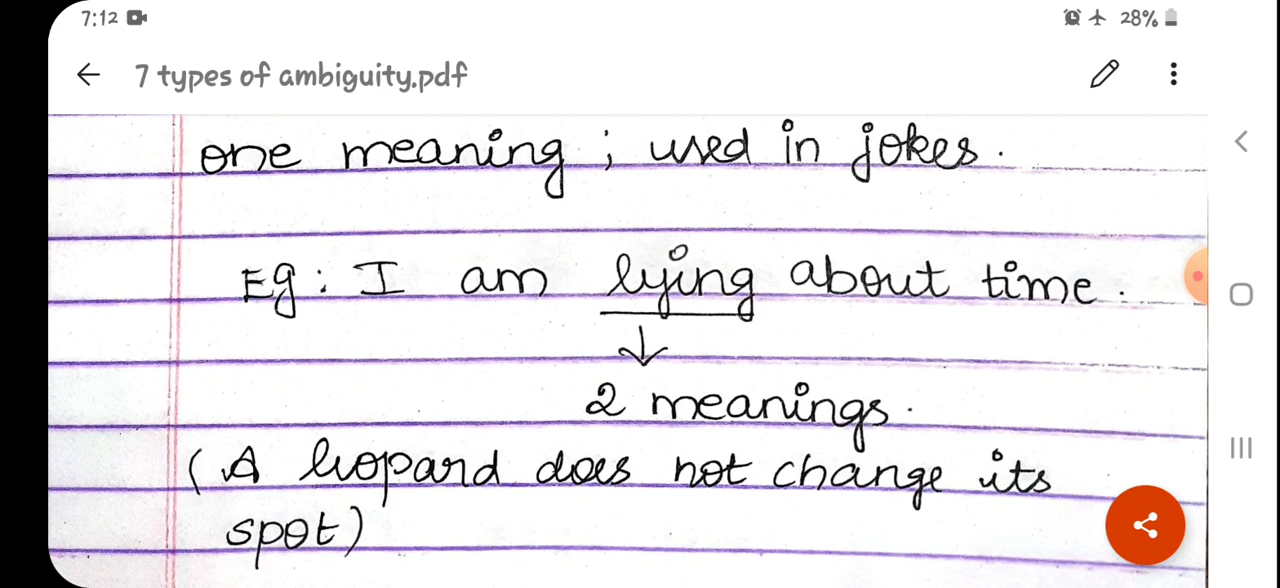 7:12 28%
7 types of ambiguity.pdf
one meaning ; used in jokes.
Eg : I am lying about time.
2 meanings.
( A leopard does not change its
spot)